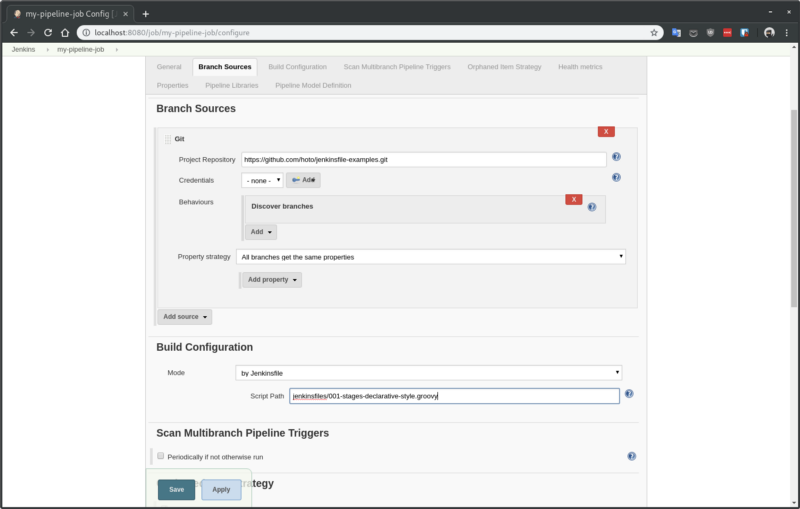 my-pipeline-job Config [
localhost:8080/job/my-pipeline-job/configure
Jenkins › my-pipeline-job ›
General Branch Sources Build Configuration Scan Multibranch Pipeline Triggers Orphaned Item Strategy Health metrics
Properties Pipeline Libraries Pipeline Model Definition
Branch Sources
X
Git
Project Repository https://github.com/hoto/jenkinsfile-examples.git
Credentials - none - Add
Behaviours
X
Discover branches
Add
Property strategy All branches get the same properties
Add property
Add source
Build Configuration
Mode by Jenkinsfile
Script Path jenkinsfiles/001-stages-declarative-style.groovy
Scan Multibranch Pipeline Triggers
Periodically if not otherwise run
Save Apply